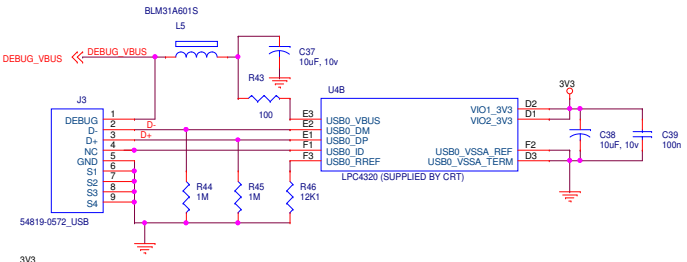 BLM31A601S
L5
DEBUG_VBUS
DEBUG_VBUS
C37
10uF, 10v
R43
100
J3
DEBUG 1
D- 2 D-
D+ 3 D+
NC 4
GND 5
S1 6
S2 7
S3 8
S4 9
54819-0572_USB
R44
1M
R45
1M
R46
12K1
U4B
E3 USB0_VBUS
E2 USB0_DM
E1 USB0_DP
F1 USB0_ID
F3 USB0_RREF
VIO1_3V3 D2
VIO2_3V3 D1
USB0_VSSA_REF F2
USB0_VSSA_TERM D3
LPC4320 (SUPPLIED BY CRT)
3V3
C38
10uF, 10v
C39
100n
3V3